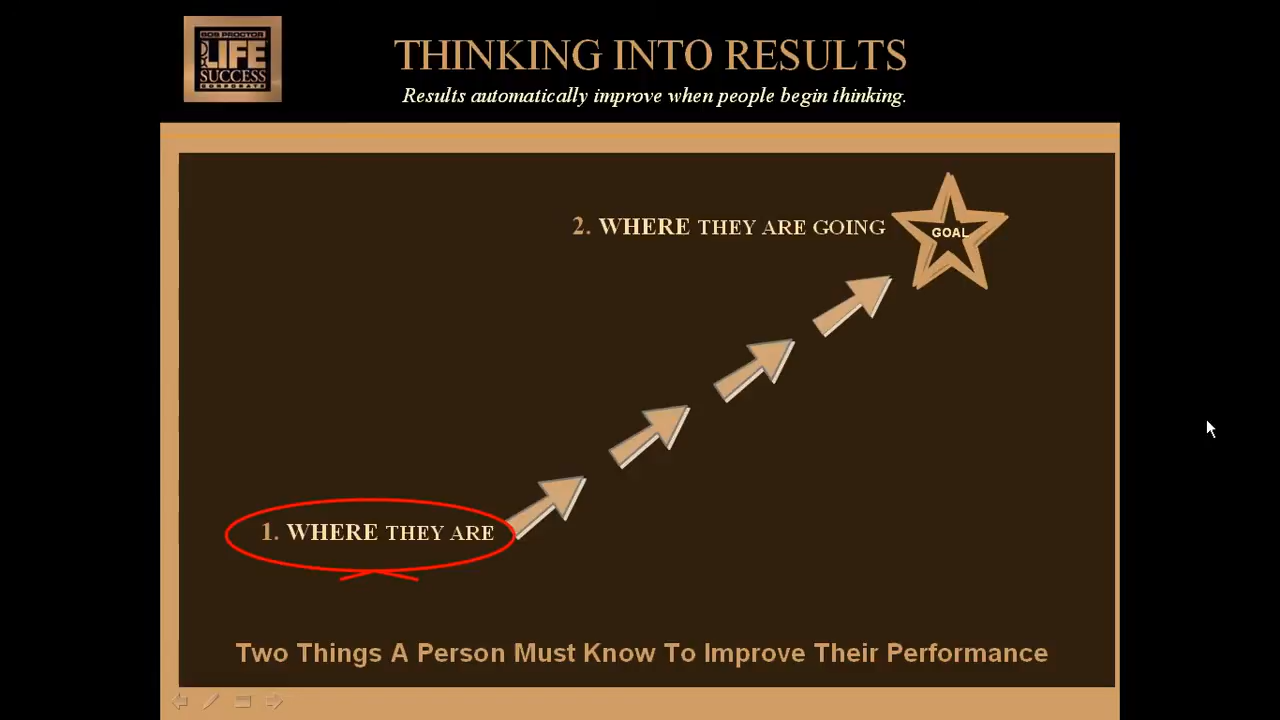 BOB PROCTOR
LIFE
SUCCESS
CORPORATE
THINKING INTO RESULTS
Results automatically improve when people begin thinking.
2. WHERE THEY ARE GOING
GOAL
1. WHERE THEY ARE
Two Things A Person Must Know To Improve Their Performance